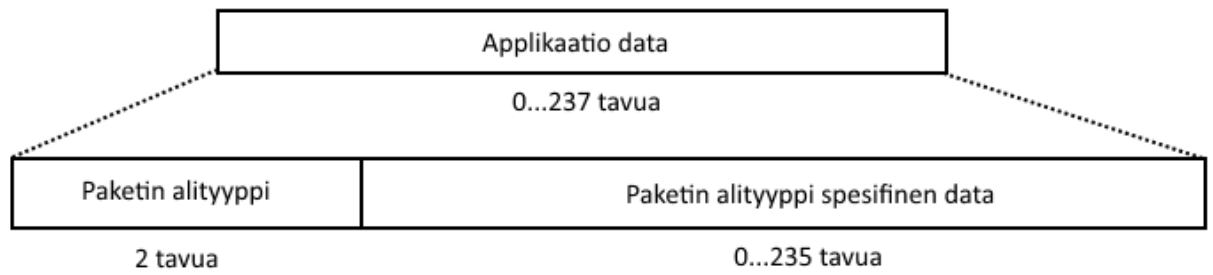 Applikaatio data
0...237 tavua
Paketin alityyppi
Paketin alityyppi spesifinen data
2 tavua
0...235 tavua